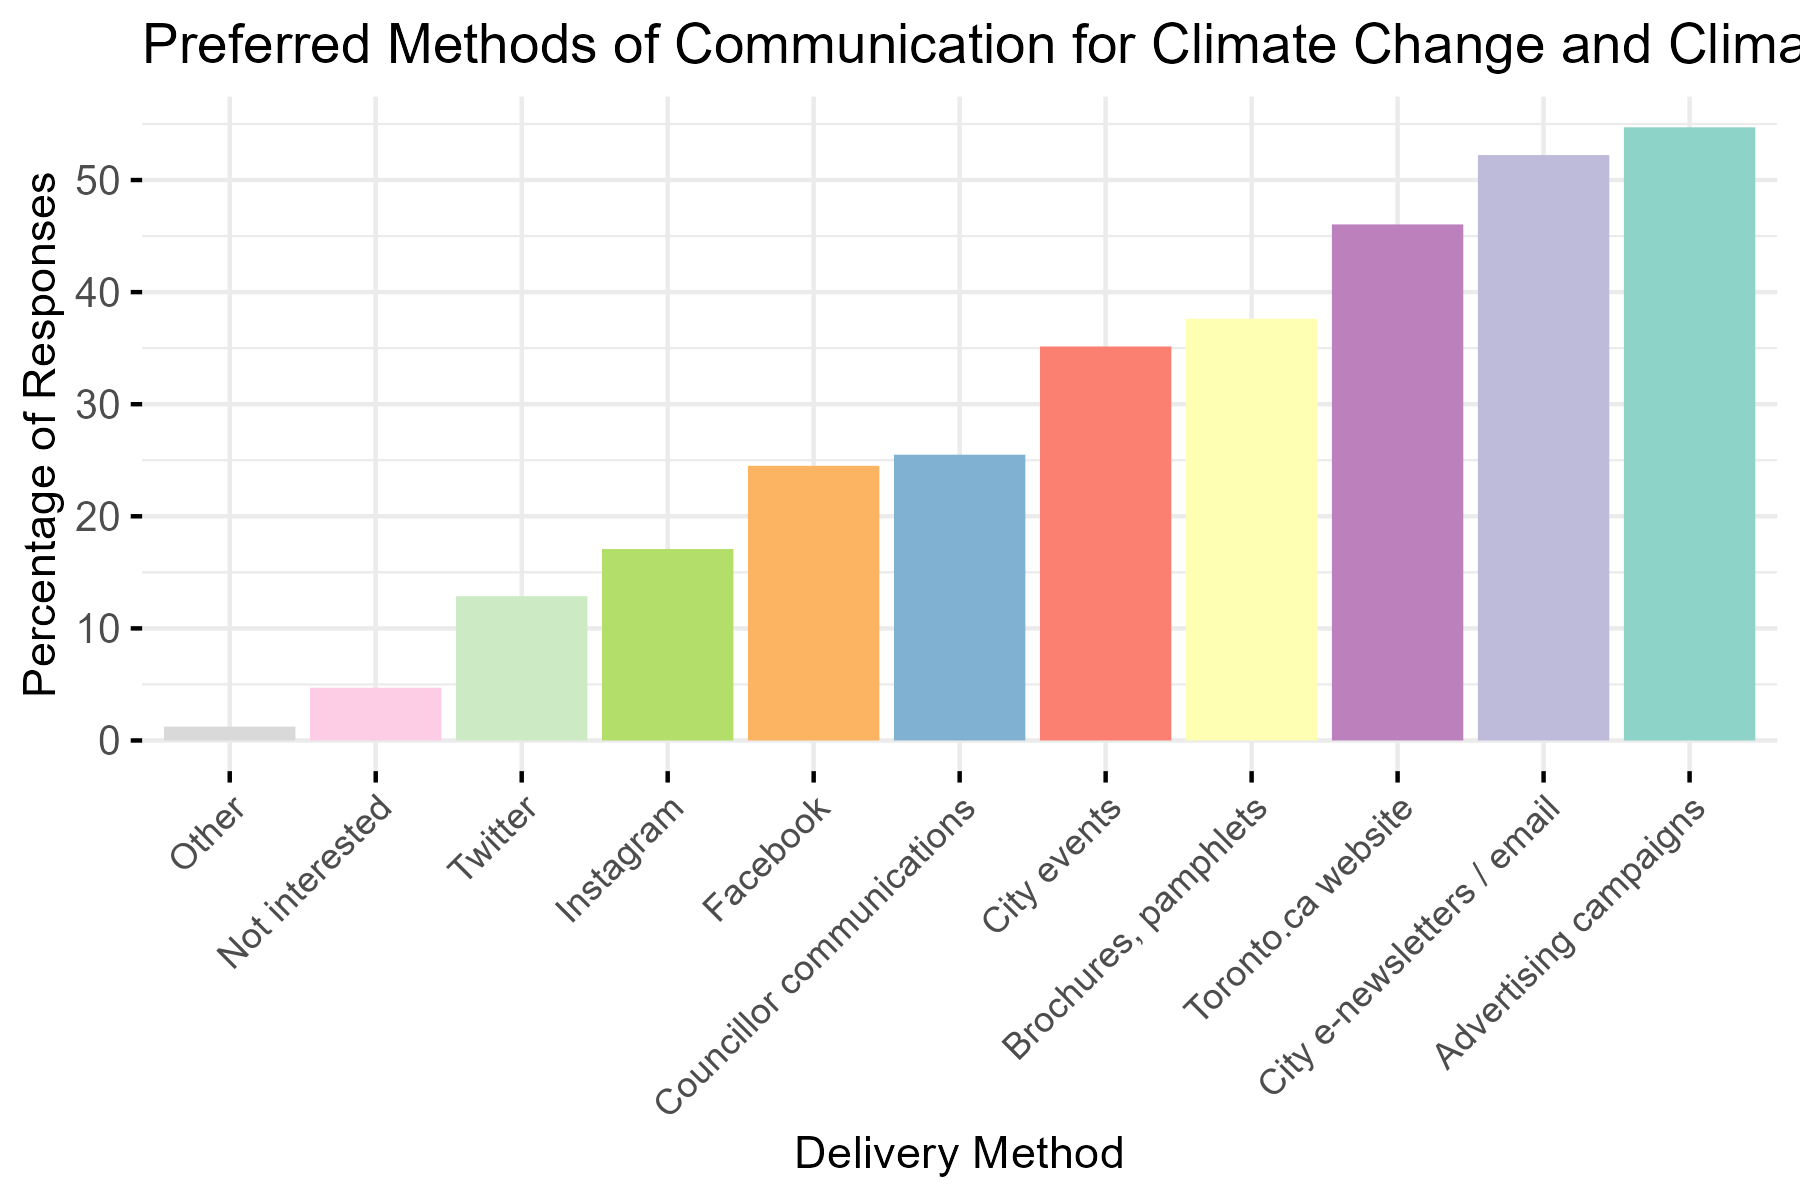 Preferred Methods of Communication for Climate Change and Clima
Percentage of Responses
50
40
30
20
10
0
Other
Not interested
Twitter
Instagram
Facebook
Councillor communications
City events
Brochures, pamphlets
Toronto.ca website
City e-newsletters / email
Advertising campaigns
Delivery Method